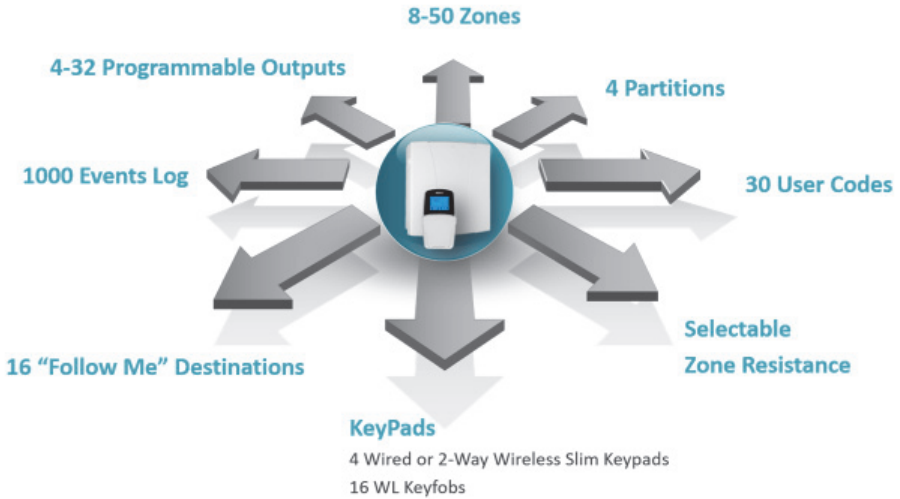 8-50 Zones
4-32 Programmable Outputs
4 Partitions
1000 Events Log
30 User Codes
16 “Follow Me” Destinations
Selectable
Zone Resistance
KeyPads
4 Wired or 2-Way Wireless Slim Keypads
16 WL Keyfobs